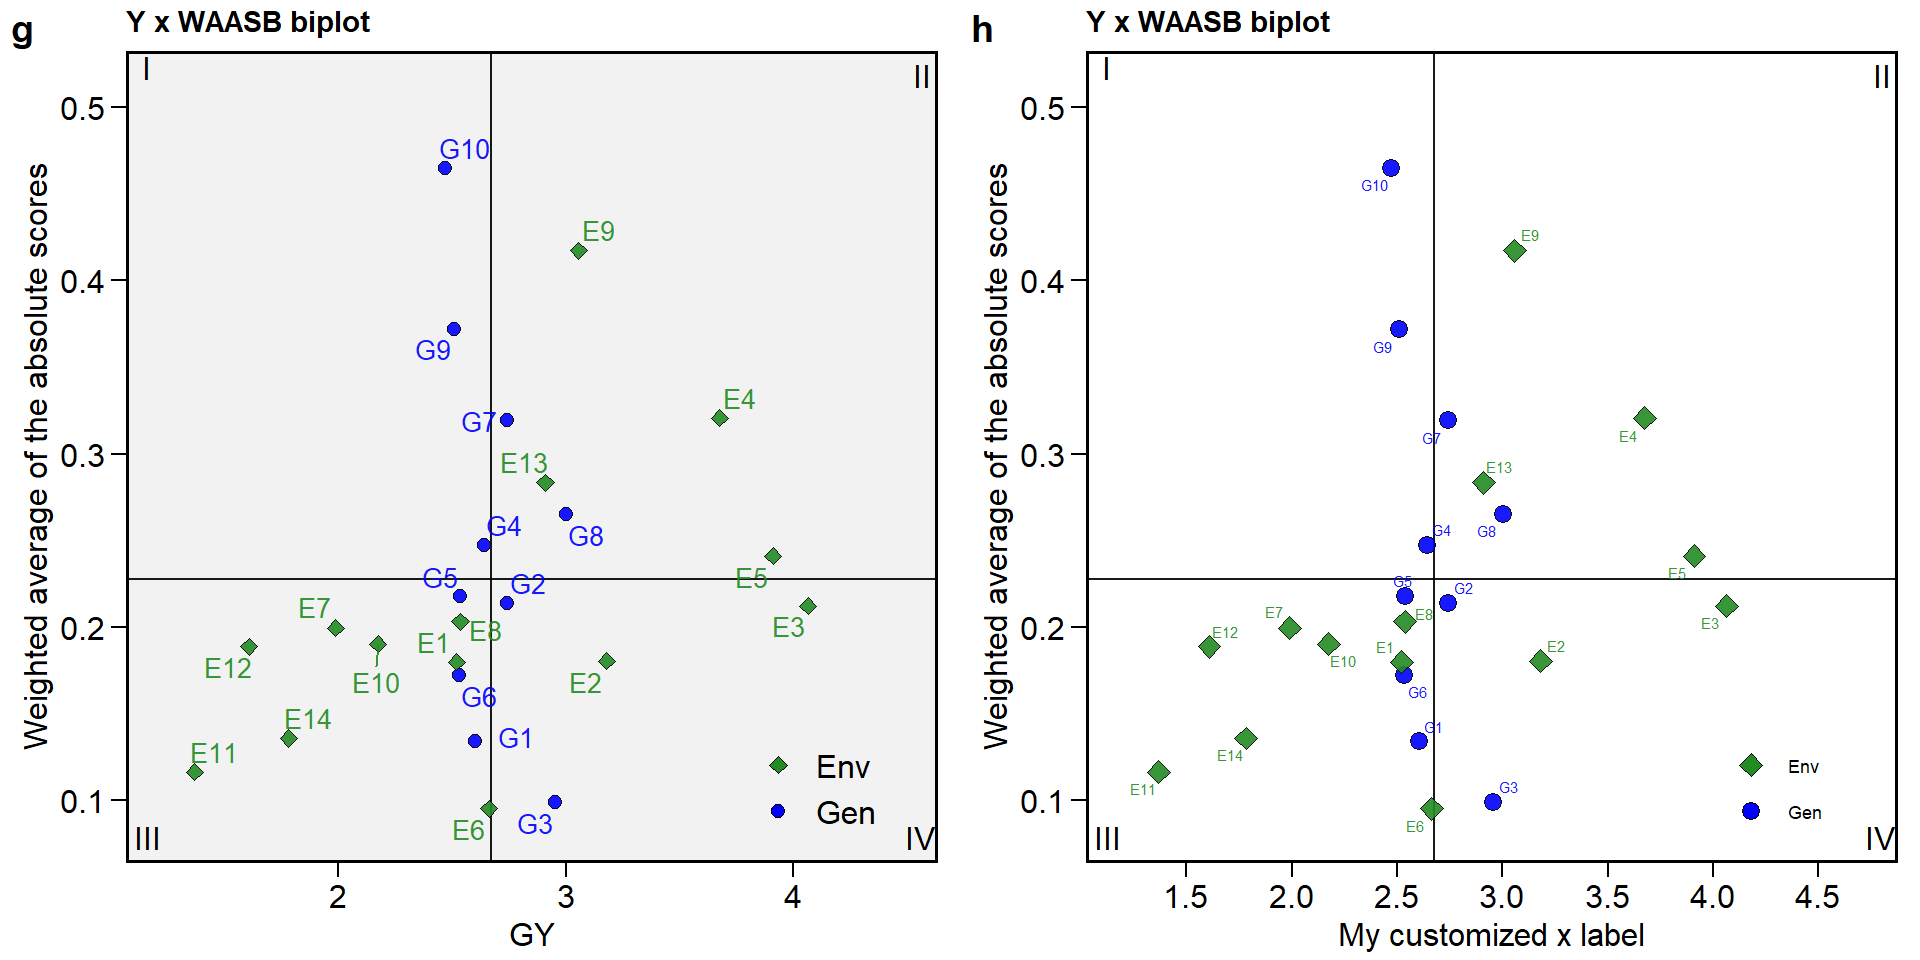 g
Y x WAASB biplot
I
II
0.5
G10
E9
0.4
G9
E4
G7
E13
0.3
G4
G8
G5
G2
E5
E7
E3
0.2
E1
E8
E12
E10
G6
E2
E14
G1
E11
0.1
E6
G3
III
IV
Env
Gen
Weighted average of the absolute scores
2
3
4
GY
h
Y x WAASB biplot
I
II
0.5
G10
E9
0.4
G9
E4
G7
E13
0.3
G4
G8
E5
G5
G2
E7
E8
E3
0.2
E12
E1
E10
E2
G6
G1
E14
E11
0.1
G3
E6
III
IV
Env
Gen
Weighted average of the absolute scores
1.5
2.0
2.5
3.0
3.5
4.0
4.5
My customized x label